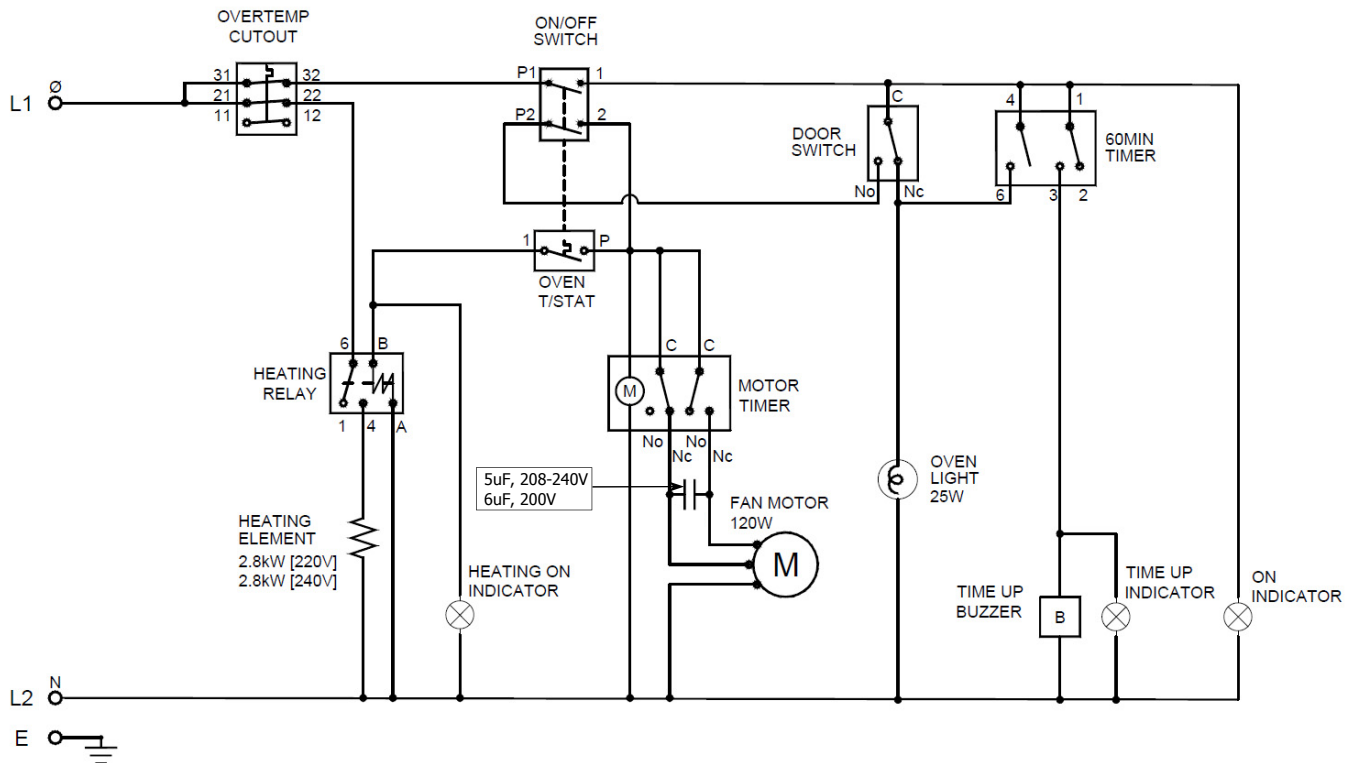 OVERTEMP
CUTOUT
ON/OFF
SWITCH
31
32
21
22
11
12
P1
1
P2
2
L1
Ø
C
DOOR
SWITCH
No
Nc
4
1
60MIN
TIMER
6
3
2
1
P
OVEN
T/STAT
6
B
HEATING
RELAY
1
4
A
C
C
M
MOTOR
TIMER
No
No
Nc
Nc
5uF, 208-240V
6uF, 200V
FAN MOTOR
120W
M
OVEN
LIGHT
25W
HEATING
ELEMENT
2.8kW [220V]
2.8kW [240V]
HEATING ON
INDICATOR
TIME UP
BUZZER
B
TIME UP
INDICATOR
ON
INDICATOR
L2
N
E